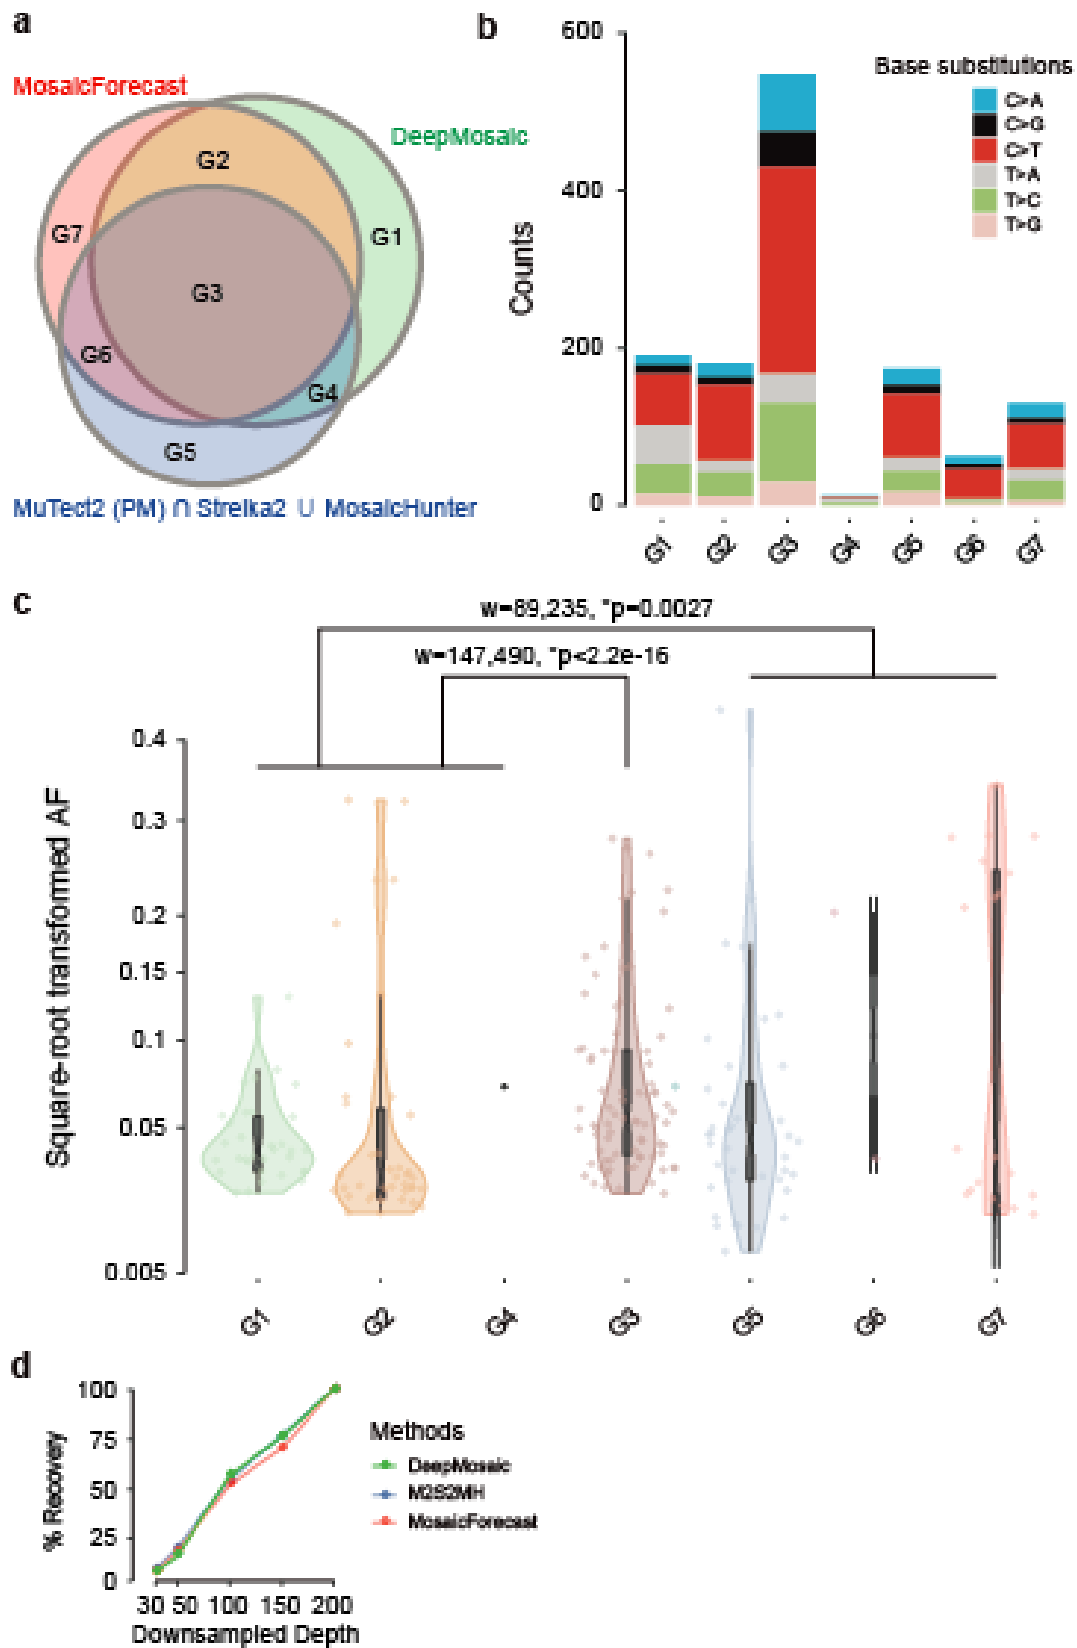 a
MosaicForecast
DeepMosaic
G2
G7
G1
G3
G6
G4
G5
MuTect2 (PM) ∩ Strelka2 ∪ MosaicHunter
b
600
400
200
0
Counts
Base substitutions
C>A
C>G
C>T
T>A
T>C
T>G
G1 G2 G3 G4 G5 G6 G7
c
w=69,235, *p=0.0027
w=147,490, *p<2.2e-16
Square-root transformed AF
0.4
0.3
0.2
0.15
0.1
0.05
0.005
G1 G2 G4 G3 G5 G6 G7
d
% Recovery
100
75
50
25
0
30 50 100 150 200
Downsampled Depth
Methods
DeepMosaic
M2S2MH
MosaicForecast